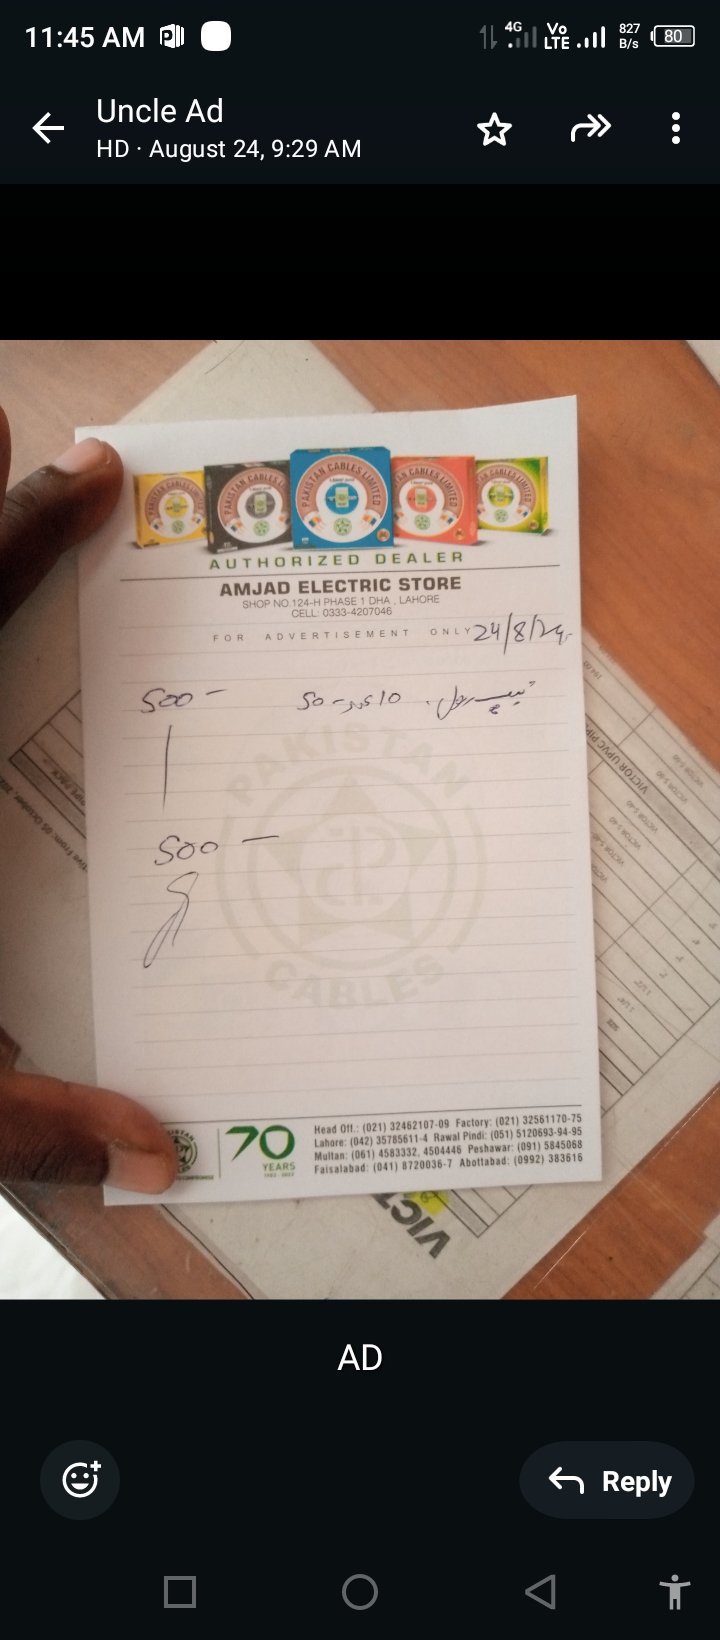 11:45 AM
4G
Vo LTE
827 B/s
80
Uncle Ad
HD · August 24, 9:29 AM
PAKISTAN CABLES LIMITED
AUTHORIZED DEALER
AMJAD ELECTRIC STORE
SHOP NO.124-H PHASE 1 DHA , LAHORE
CELL: 0333-4207046
FOR ADVERTISEMENT ONLY 24/8/24
ٹیپ رول 10 عدد 50 500 -
500 -
PAKISTAN
CABLES
70 YEARS
Head Off.: (021) 32462107-09 Factory: (021) 32561170-75
Lahore: (042) 35785611-4 Rawal Pindi: (051) 5120693-94-95
Multan: (061) 4583332, 4504446 Peshawar: (091) 5845068
Faisalabad: (041) 8720036-7 Abottabad: (0992) 383616
VICTOR UPVC PIP
VICT
AD
Reply